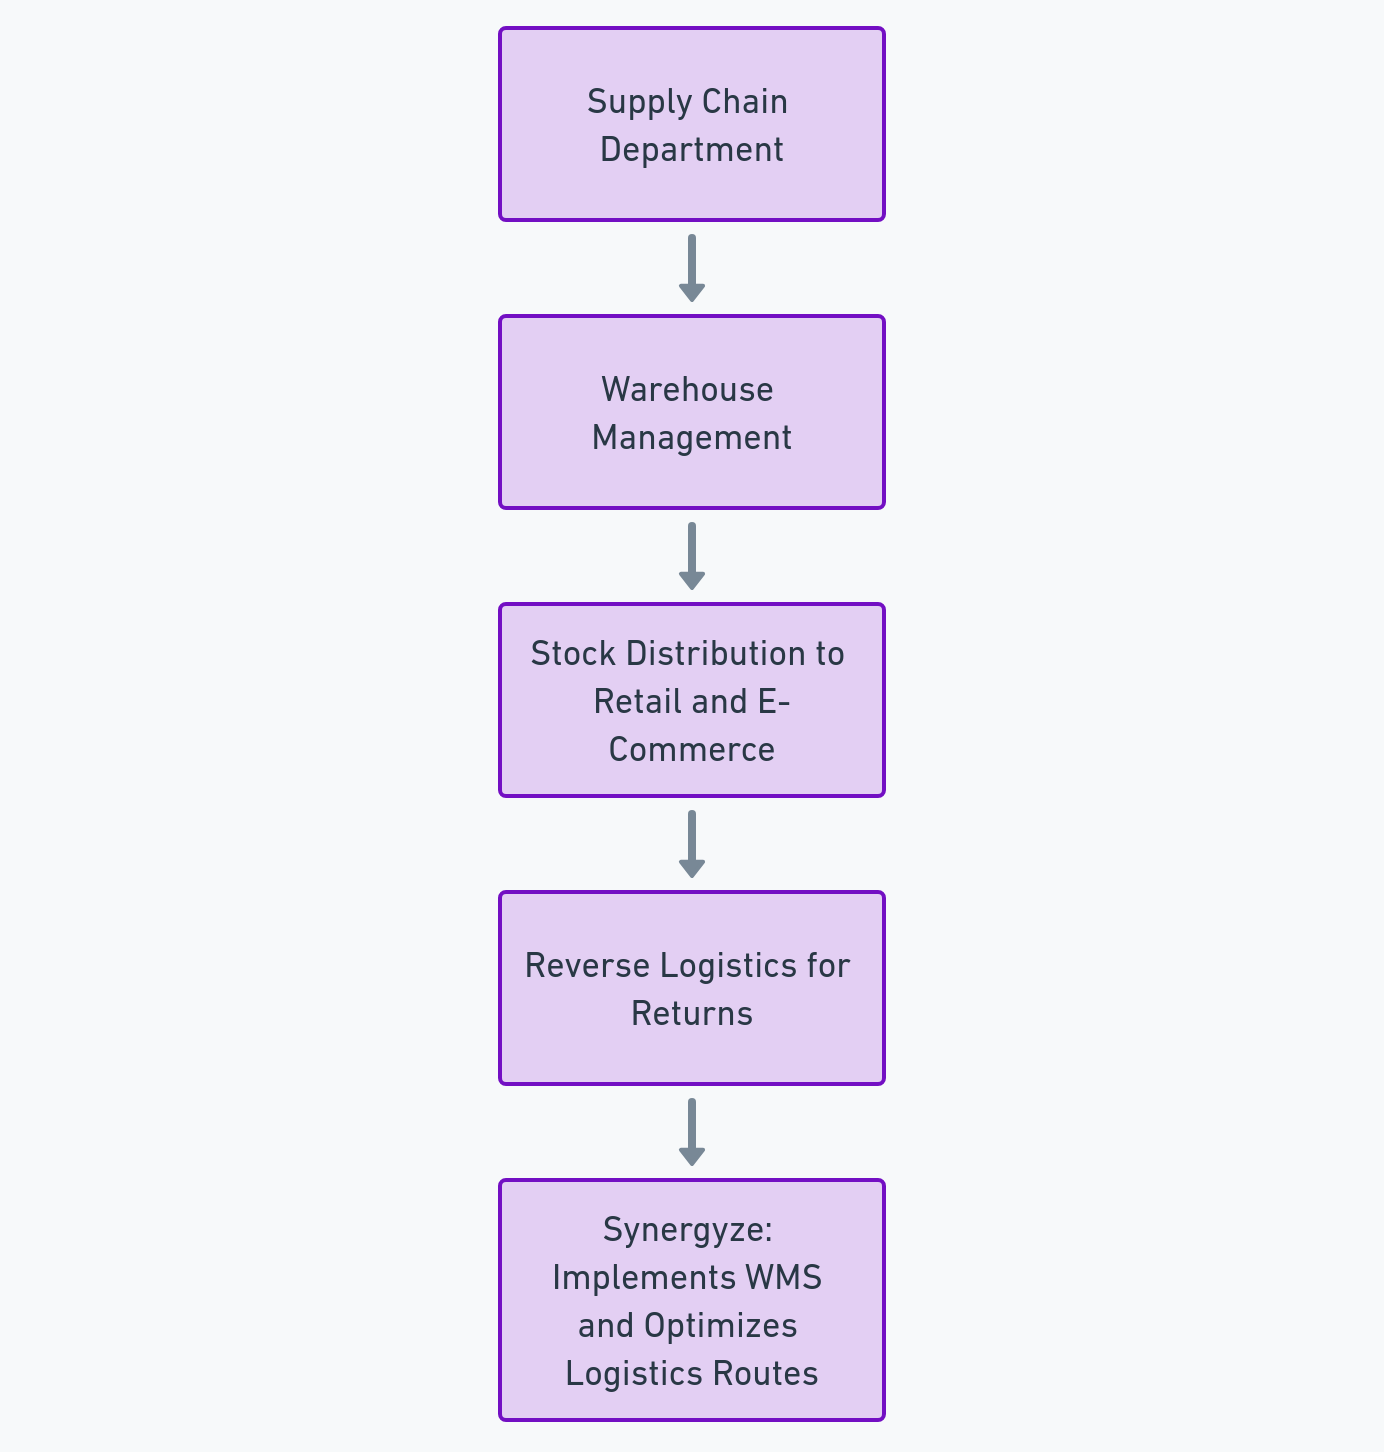 Supply Chain
Department
Warehouse
Management
Stock Distribution to
Retail and E-
Commerce
Reverse Logistics for
Returns
Synergyze:
Implements WMS
and Optimizes
Logistics Routes